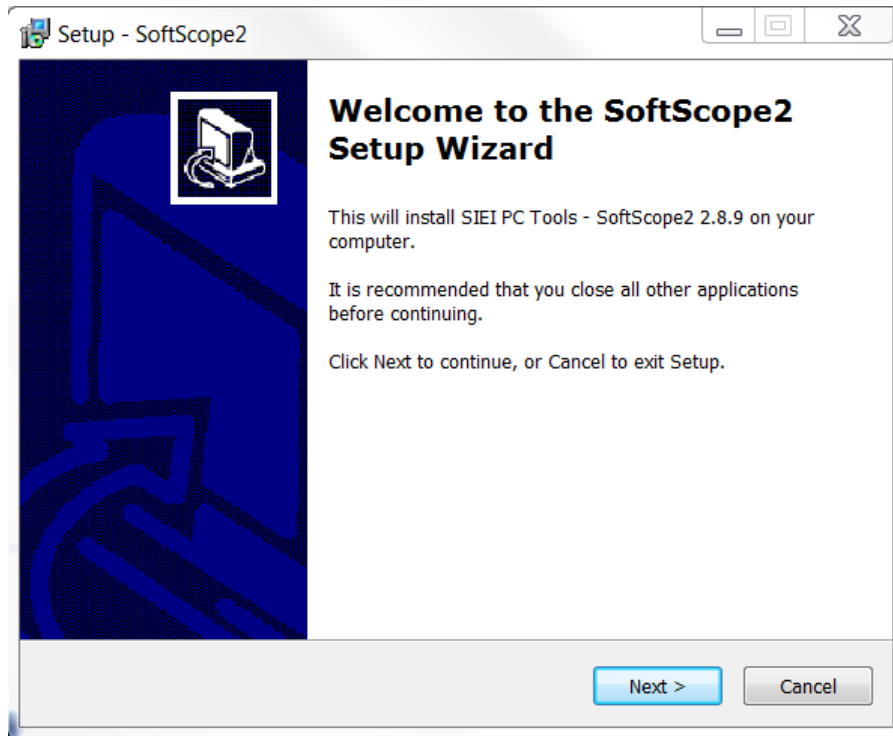 Setup - SoftScope2
Welcome to the SoftScope2
Setup Wizard
This will install SIEI PC Tools - SoftScope2 2.8.9 on your
computer.
It is recommended that you close all other applications
before continuing.
Click Next to continue, or Cancel to exit Setup.
Next >
Cancel